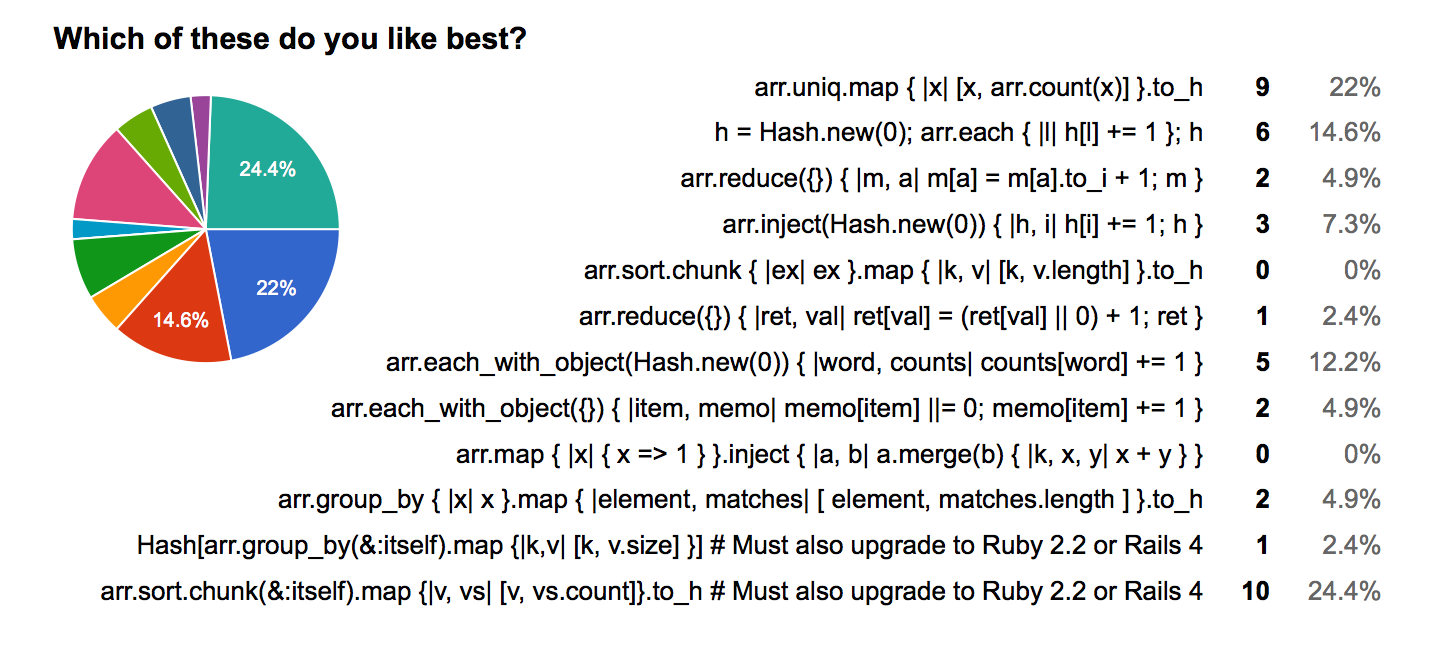 Which of these do you like best?
arr.uniq.map { |x| [x, arr.count(x)] }.to_h 9 22%
h = Hash.new(0); arr.each { |l| h[l] += 1 }; h 6 14.6%
arr.reduce({}) { |m, a| m[a] = m[a].to_i + 1; m } 2 4.9%
arr.inject(Hash.new(0)) { |h, i| h[i] += 1; h } 3 7.3%
arr.sort.chunk { |ex| ex }.map { |k, v| [k, v.length] }.to_h 0 0%
arr.reduce({}) { |ret, val| ret[val] = (ret[val] || 0) + 1; ret } 1 2.4%
arr.each_with_object(Hash.new(0)) { |word, counts| counts[word] += 1 } 5 12.2%
arr.each_with_object({}) { |item, memo| memo[item] ||= 0; memo[item] += 1 } 2 4.9%
arr.map { |x| { x => 1 } }.inject { |a, b| a.merge(b) { |k, x, y| x + y } } 0 0%
arr.group_by { |x| x }.map { |element, matches| [ element, matches.length ] }.to_h 2 4.9%
Hash[arr.group_by(&:itself).map {|k,v| [k, v.size] }] # Must also upgrade to Ruby 2.2 or Rails 4 1 2.4%
arr.sort.chunk(&:itself).map {|v, vs| [v, vs.count]}.to_h # Must also upgrade to Ruby 2.2 or Rails 4 10 24.4%
24.4%
22%
14.6%